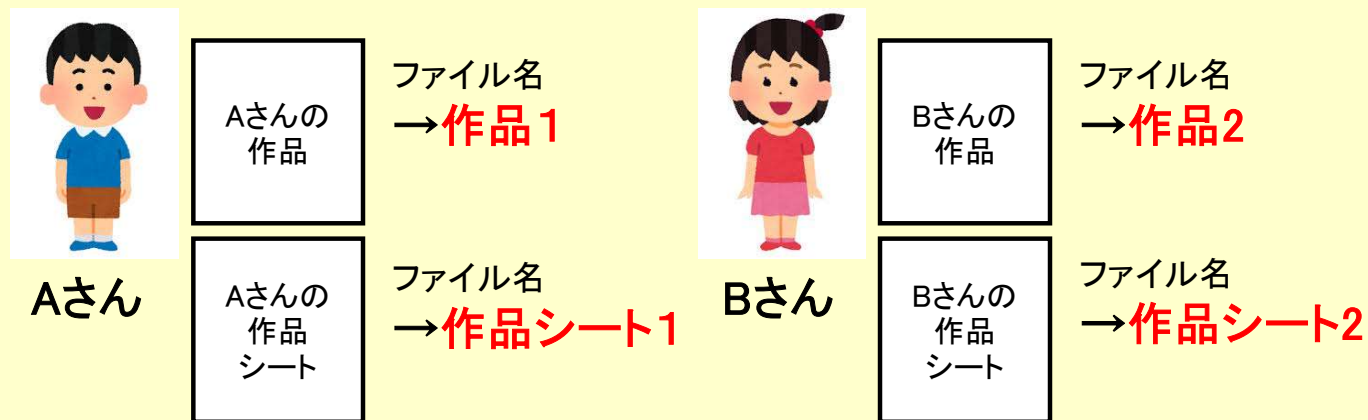 Aさんの
作品
ファイル名
→作品１
Aさんの
作品
シート
ファイル名
→作品シート１
Aさん
Bさんの
作品
ファイル名
→作品2
Bさんの
作品
シート
ファイル名
→作品シート2
Bさん